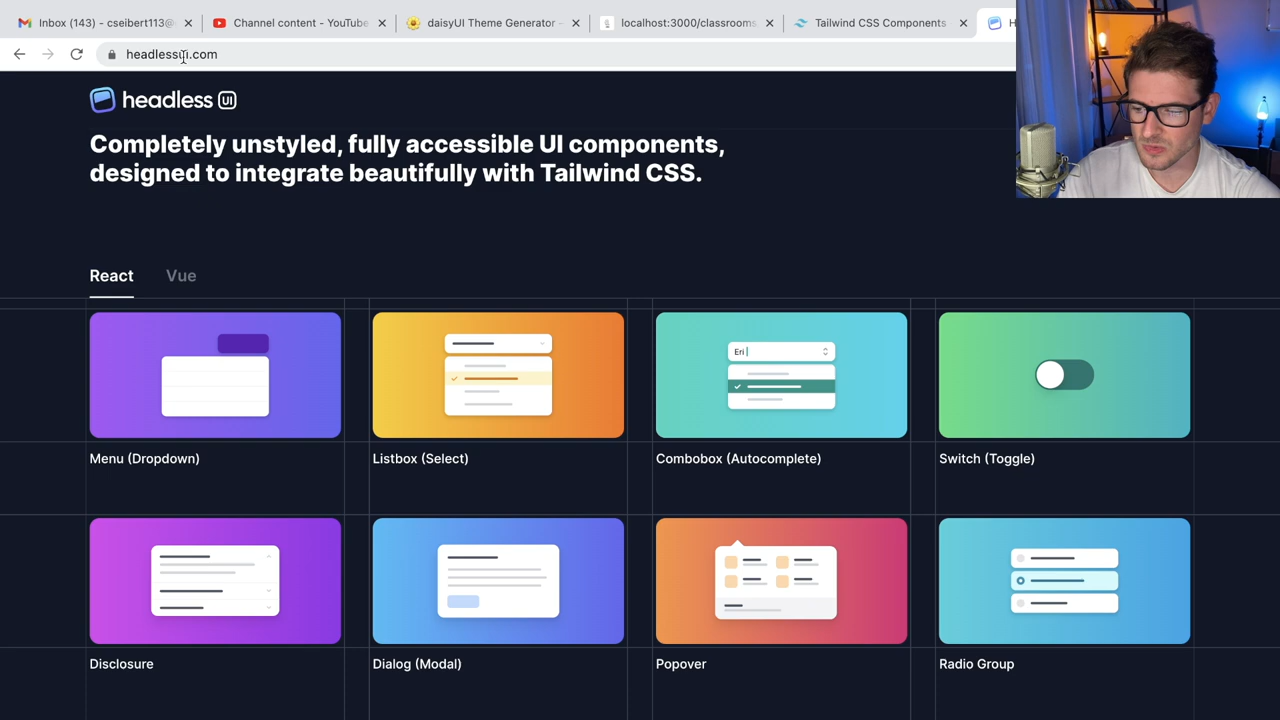 Inbox (143) - cseibert113@
Channel content - YouTube
daisyUI Theme Generator -
localhost:3000/classrooms
Tailwind CSS Components
H
headlessui.com
headless UI
Completely unstyled, fully accessible UI components,
designed to integrate beautifully with Tailwind CSS.
React
Vue
Eri
Menu (Dropdown)
Listbox (Select)
Combobox (Autocomplete)
Switch (Toggle)
Disclosure
Dialog (Modal)
Popover
Radio Group